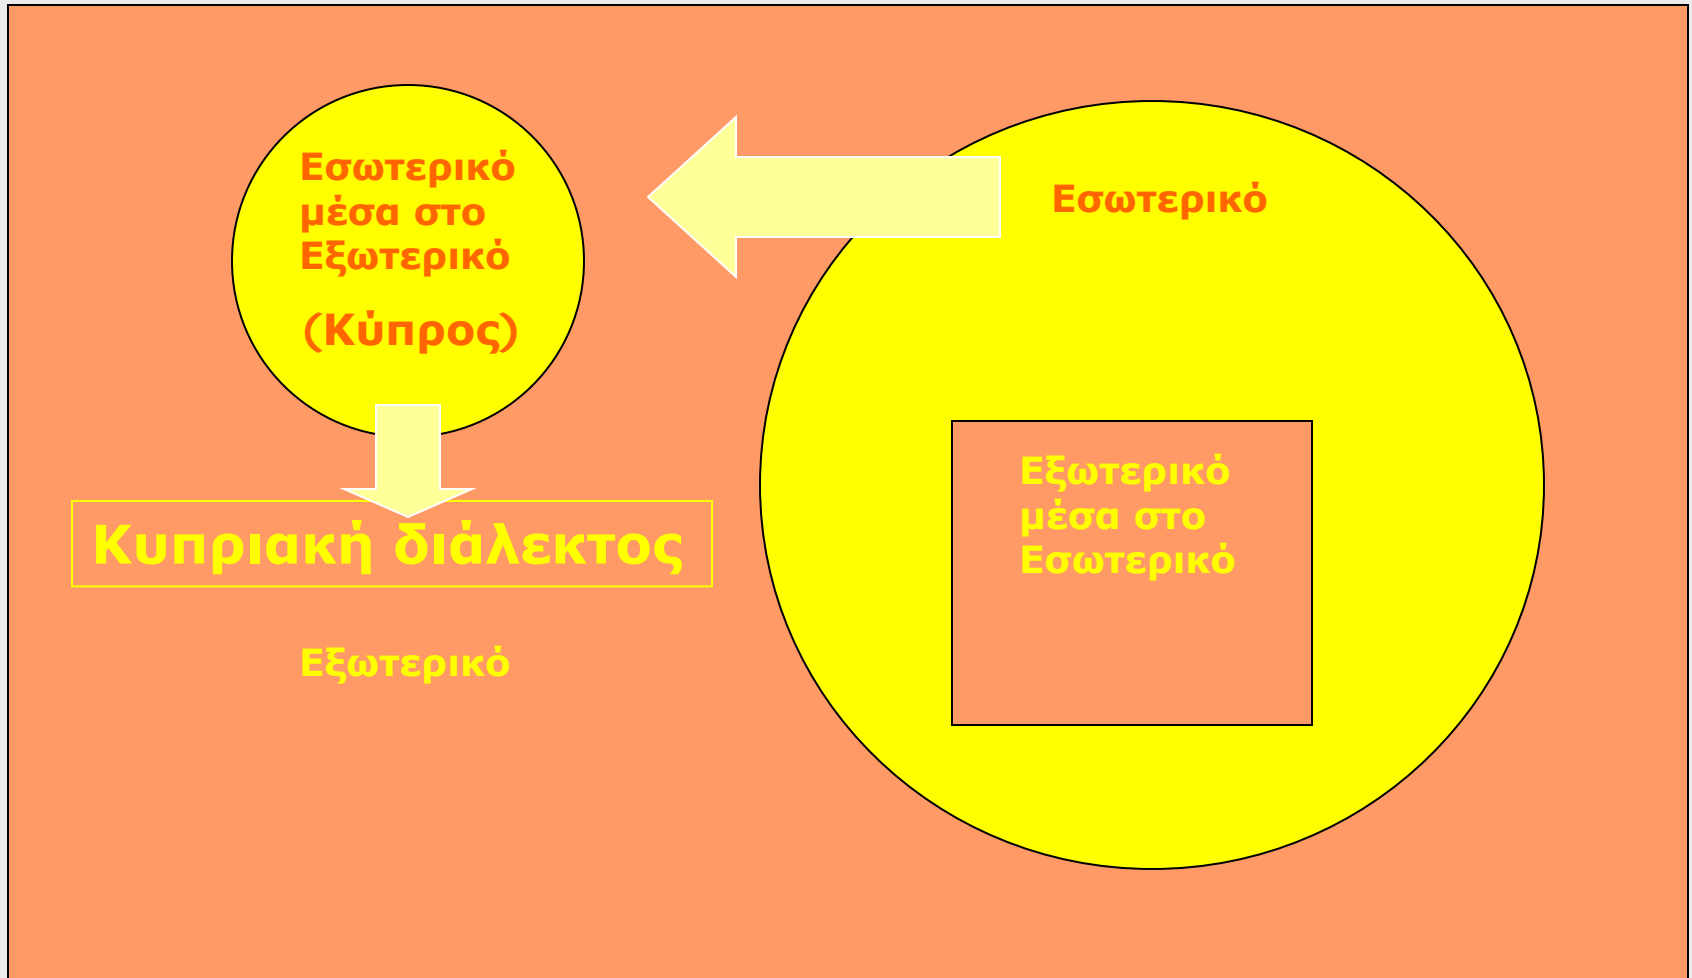 Εσωτερικό
μέσα στο
Εξωτερικό
(Κύπρος)
Κυπριακή διάλεκτος
Εξωτερικό
Εσωτερικό
Εξωτερικό
μέσα στο
Εσωτερικό